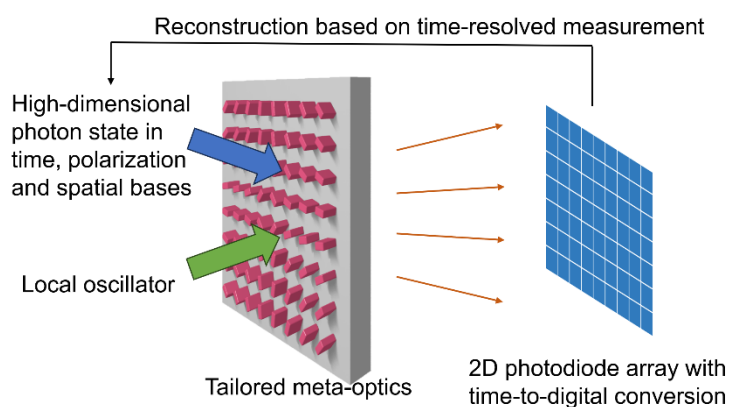 Reconstruction based on time-resolved measurement
High-dimensional
photon state in
time, polarization
and spatial bases
Local oscillator
Tailored meta-optics
2D photodiode array with
time-to-digital conversion